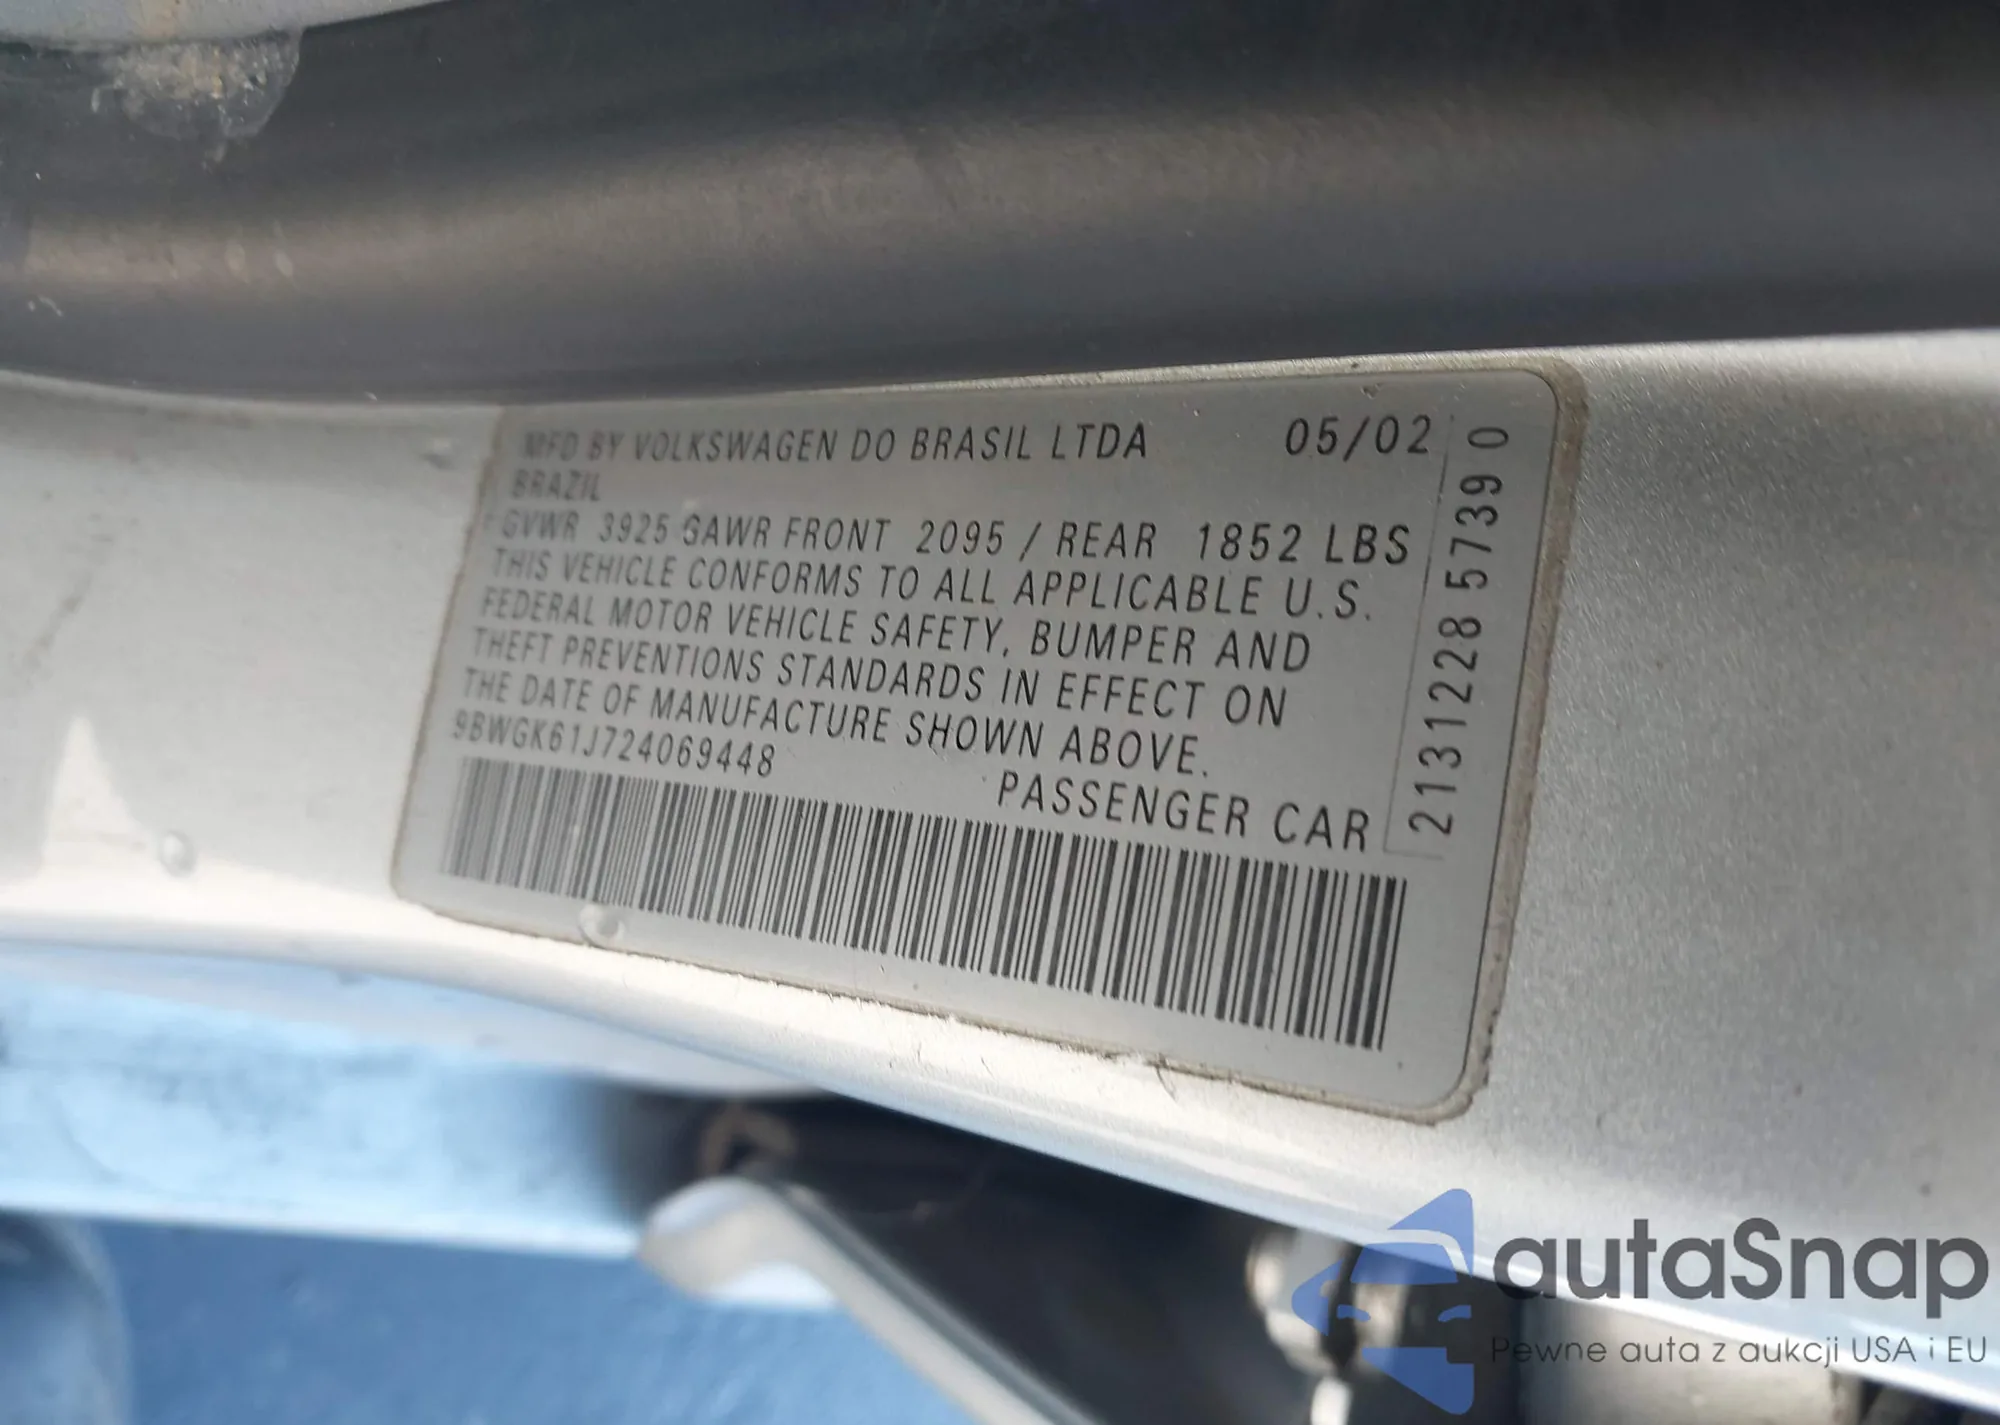 MFD BY VOLKSWAGEN DO BRASIL LTDA 05/02
BRAZIL
GVWR 3925 GAWR FRONT 2095 / REAR 1852 LBS
THIS VEHICLE CONFORMS TO ALL APPLICABLE U.S.
FEDERAL MOTOR VEHICLE SAFETY, BUMPER AND
THEFT PREVENTIONS STANDARDS IN EFFECT ON
THE DATE OF MANUFACTURE SHOWN ABOVE.
9BWGK61J724069448
PASSENGER CAR
2131228 57390
autaSnap
Pewne auta z aukcji USA i EU